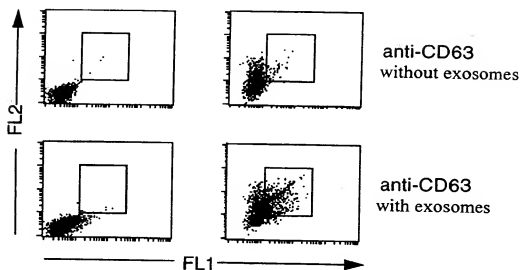 anti-CD63
without exosomes
FL2
anti-CD63
with exosomes
FL1